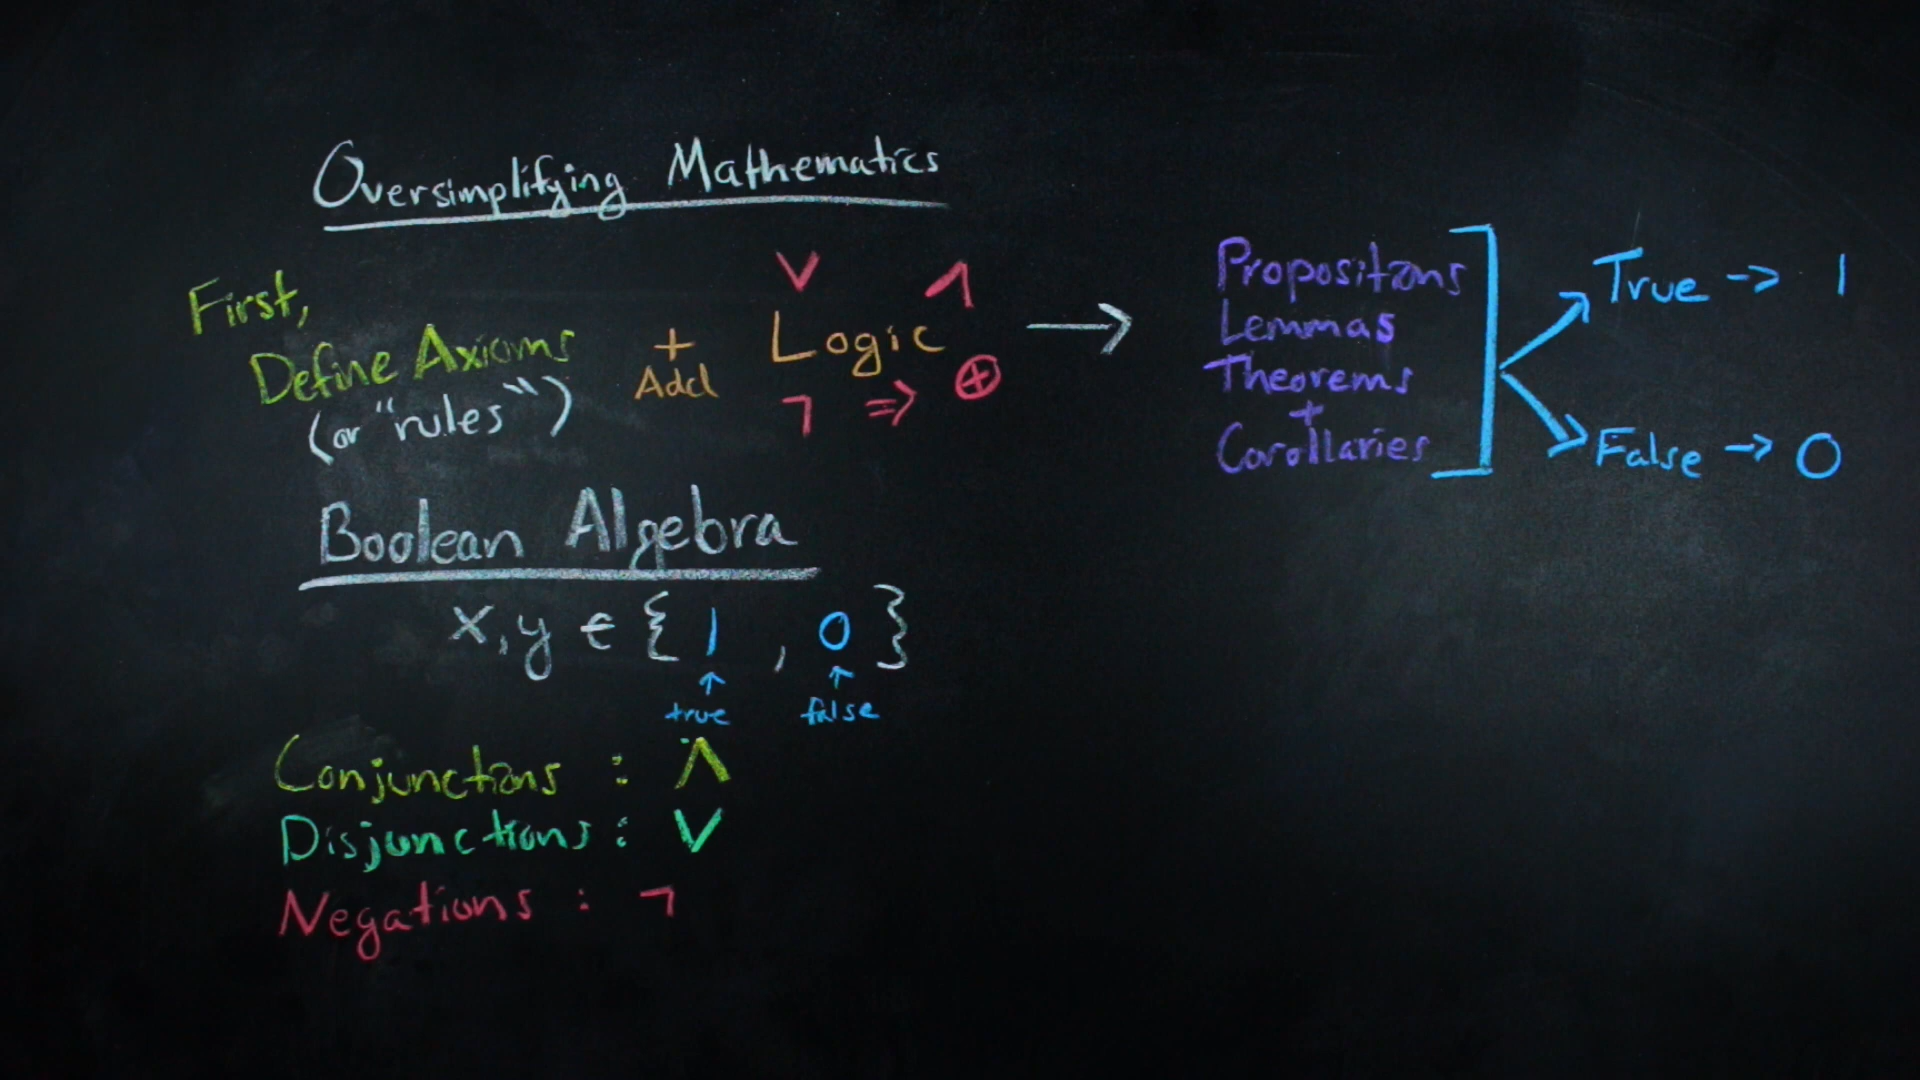 Oversimplifying Mathematics
First,
Define Axioms
(or "rules")
+
Add
∨ ∧
Logic
¬ ⇒ ⊕
→
Propositions
Lemmas
Theorems
+
Corollaries
True → 1
False → 0
Boolean Algebra
x, y ∈ { 1 , 0 }
↑ ↑
true false
Conjunctions : ∧
Disjunctions : ∨
Negations : ¬